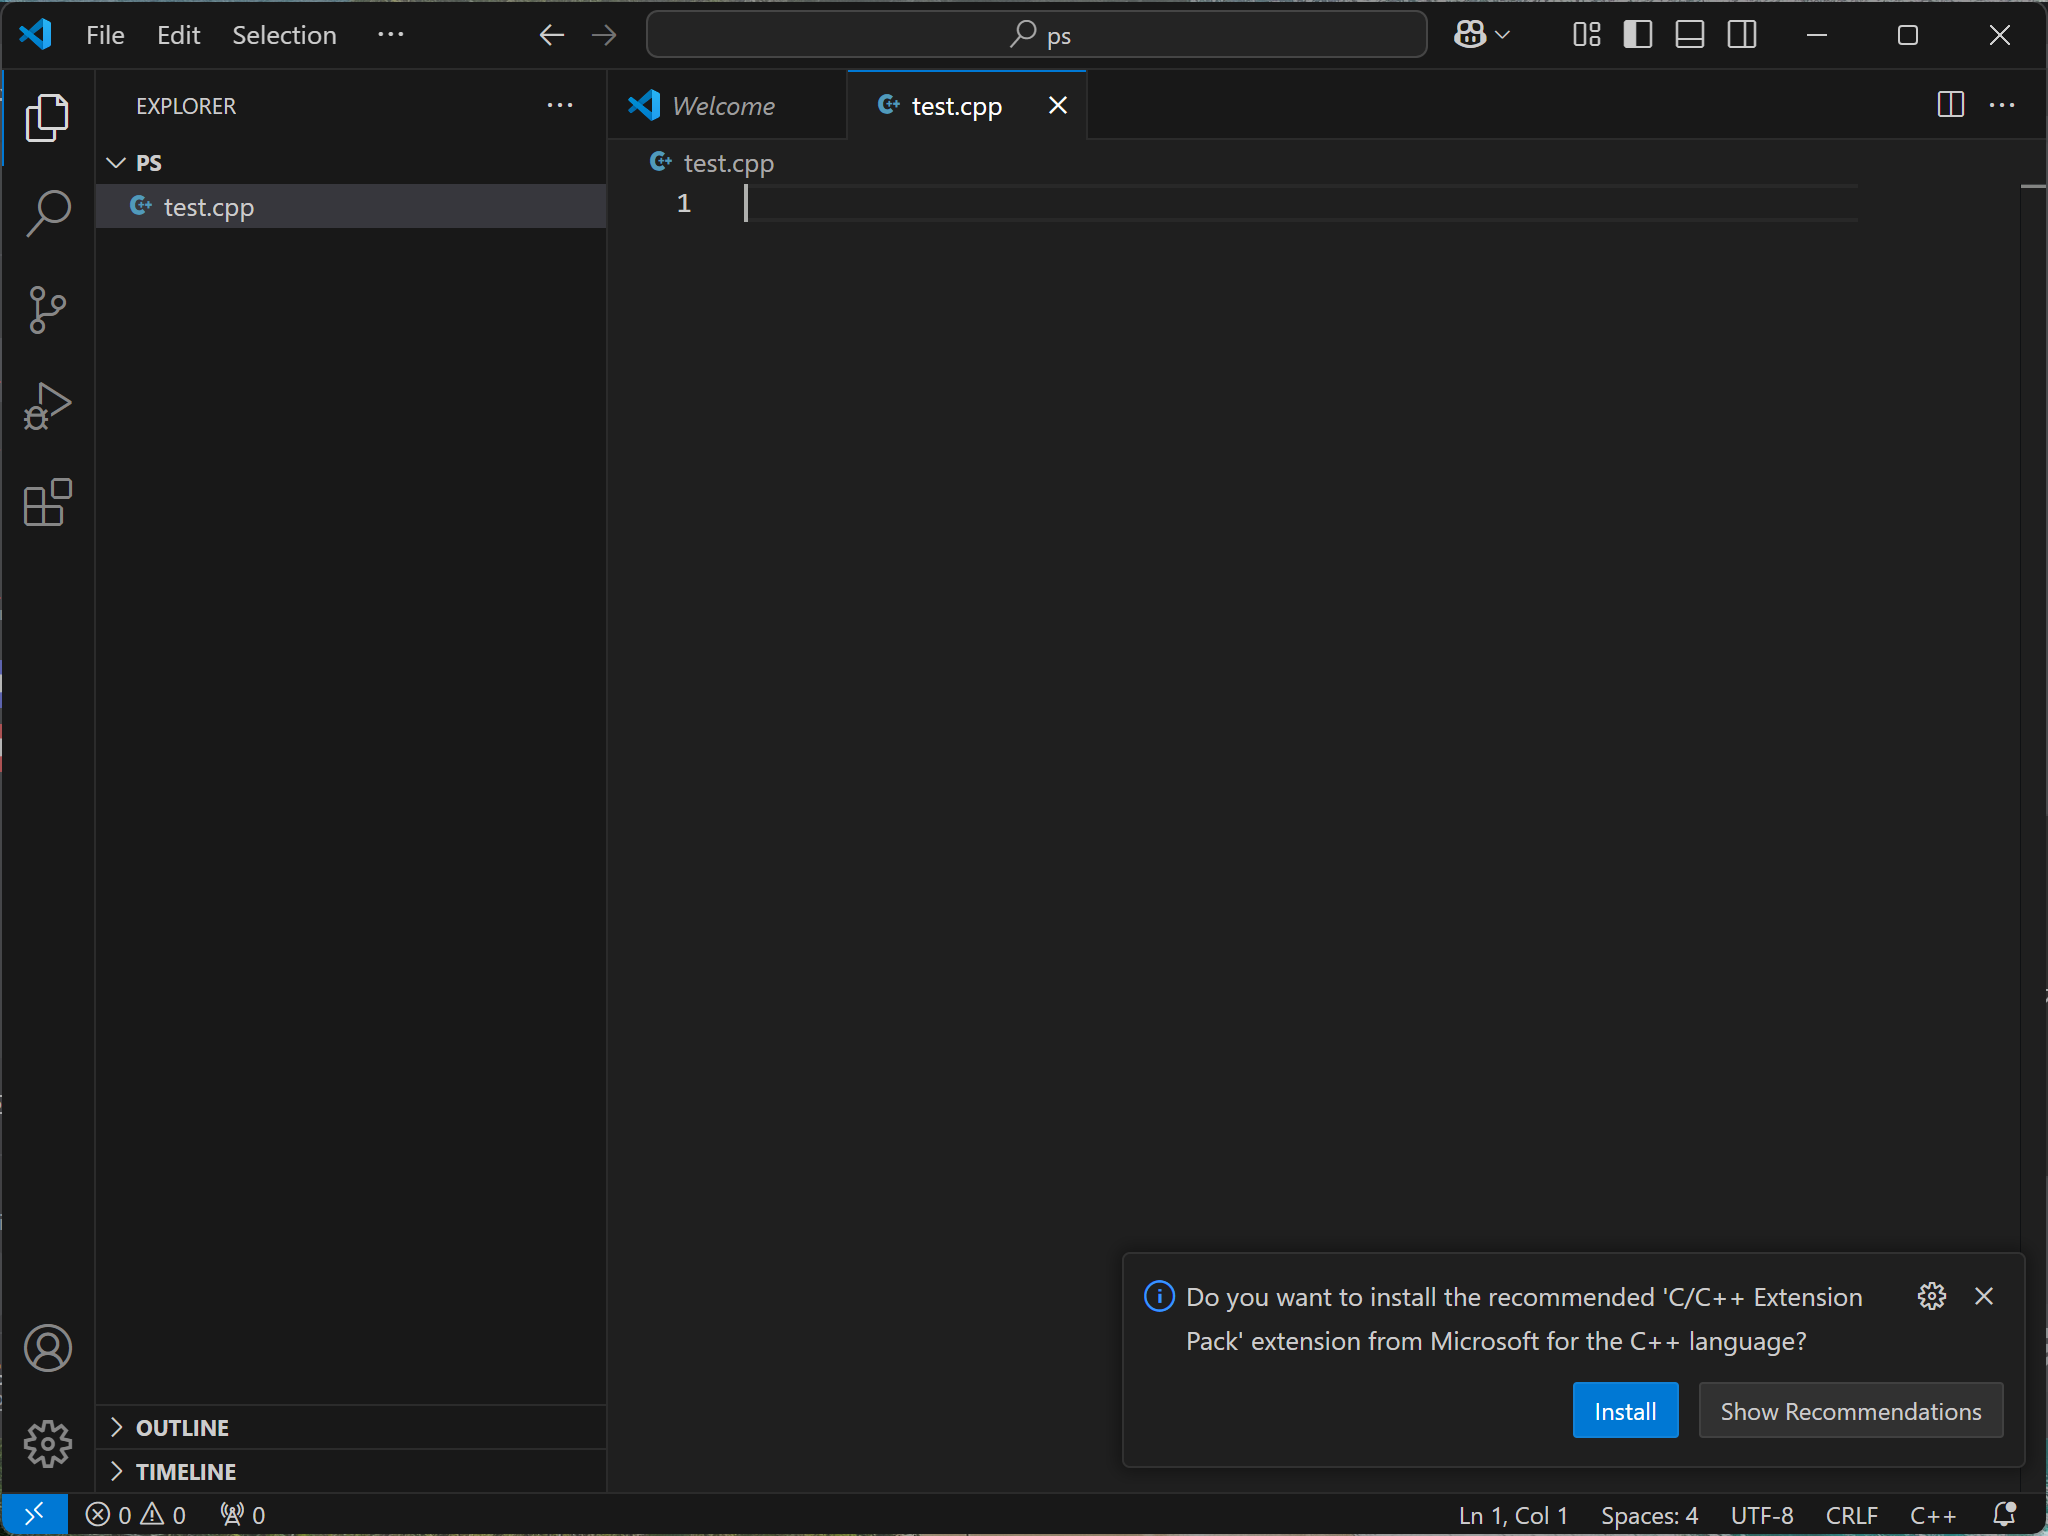 File Edit Selection ···
ps
EXPLORER
Welcome
test.cpp
PS
test.cpp
test.cpp
1
Do you want to install the recommended 'C/C++ Extension
Pack' extension from Microsoft for the C++ language?
Install
Show Recommendations
OUTLINE
TIMELINE
0 0 0
Ln 1, Col 1 Spaces: 4 UTF-8 CRLF C++